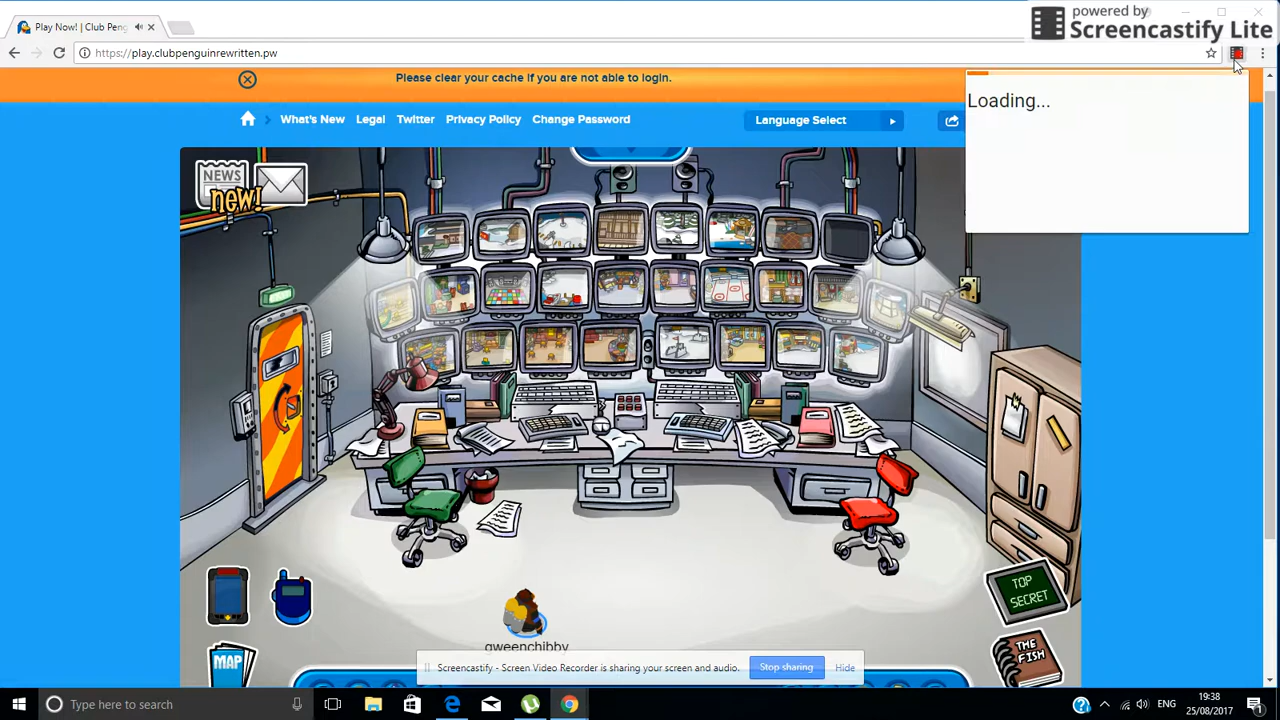 powered by
Screencastify Lite
Play Now! | Club Peng
https://play.clubpenguinrewritten.pw
Please clear your cache if you are not able to login.
Loading...
What's New
Legal
Twitter
Privacy Policy
Change Password
Language Select
NEWS
new!
TOP
SECRET
THE
FISH
MAP
qweenchibby
Screencastify - Screen Video Recorder is sharing your screen and audio.
Stop sharing
Hide
Type here to search
ENG
19:38
25/08/2017
1